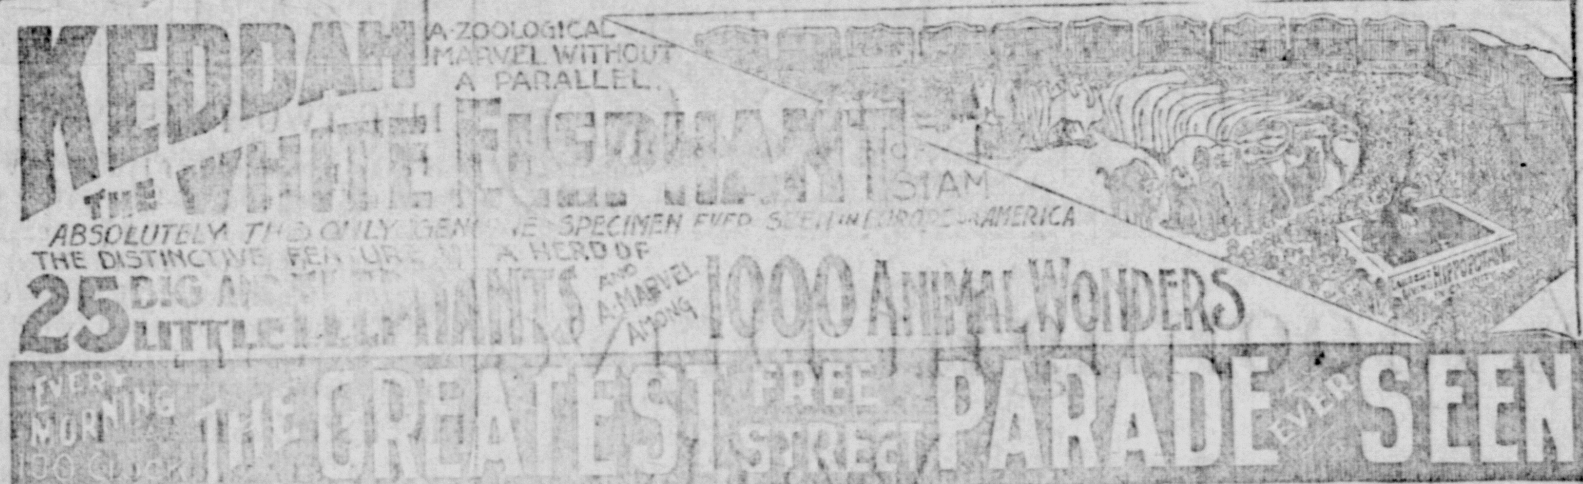 KEDDAH
A ZOOLOGICAL
MARVEL WITHOUT
A PARALLEL.
THE WHITE ELEPHANT
SIAM
ABSOLUTELY THE ONLY GENUINE SPECIMEN EVER SEEN IN EUROPE OR AMERICA
THE DISTINCTIVE FEATURE A HERD OF
25 BIG AND LITTLE ELEPHANTS
AND
A MARVEL
AMONG
1000 ANIMAL WONDERS
EVERY
MORNING
THE GREATEST FREE STREET PARADE EVER SEEN